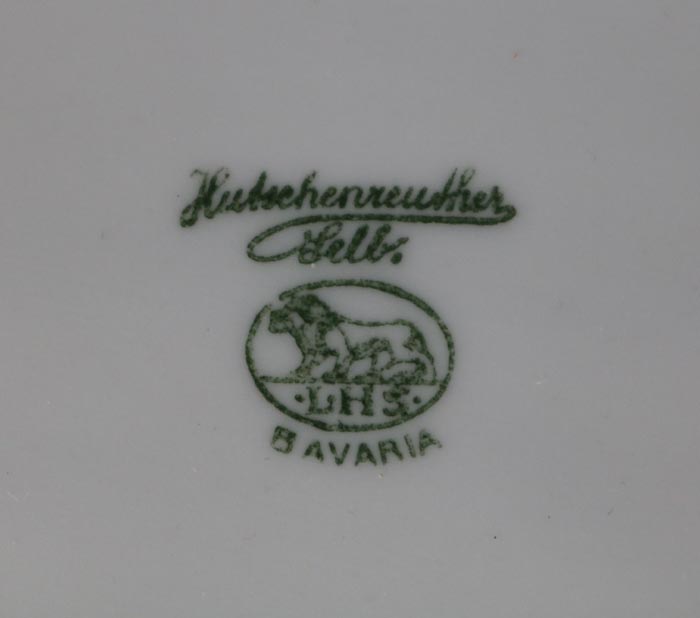 Hutschenreuther
Selb.
·LHS·
BAVARIA